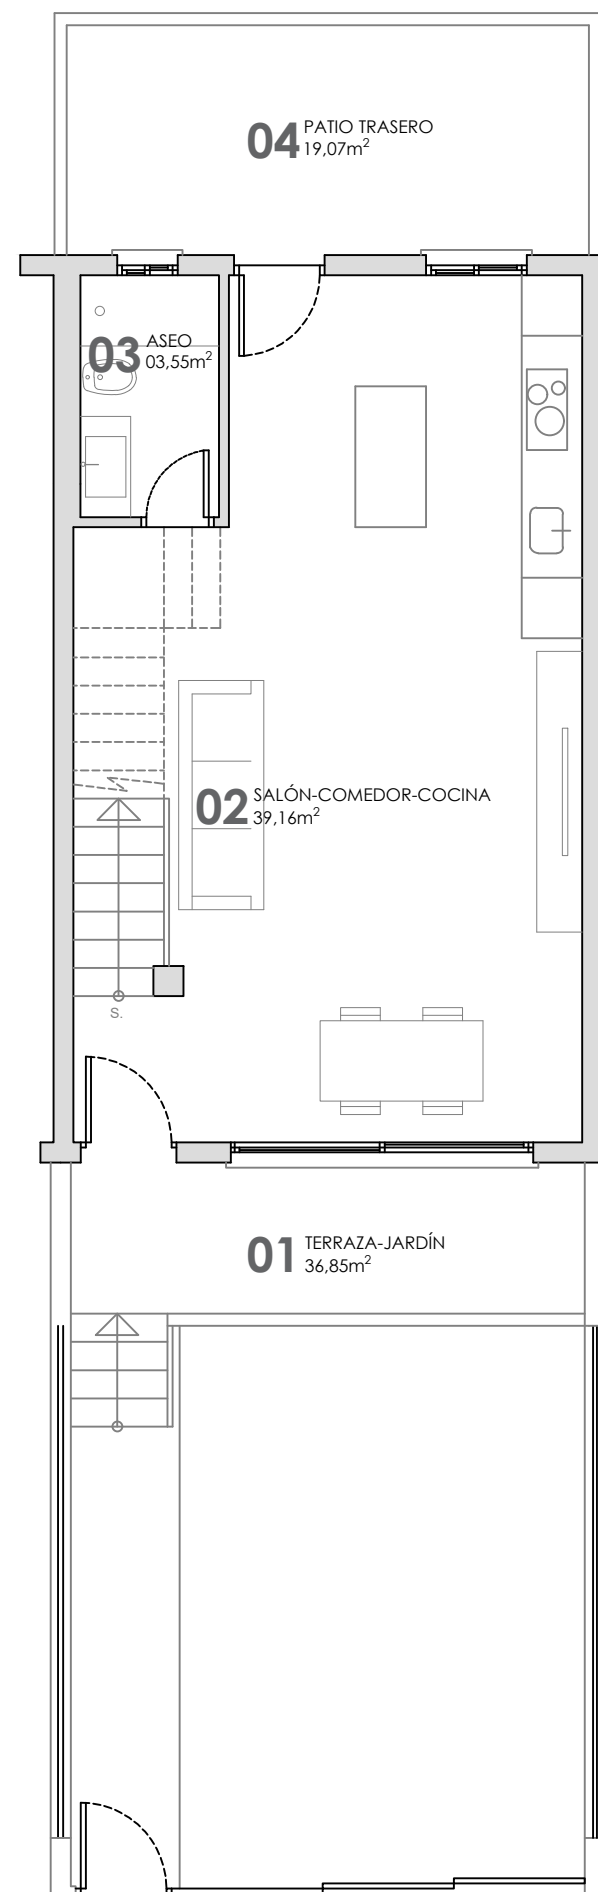 04 PATIO TRASERO
19,07m²
03 ASEO
03,55m²
02 SALÓN-COMEDOR-COCINA
39,16m²
S.
01 TERRAZA-JARDÍN
36,85m²